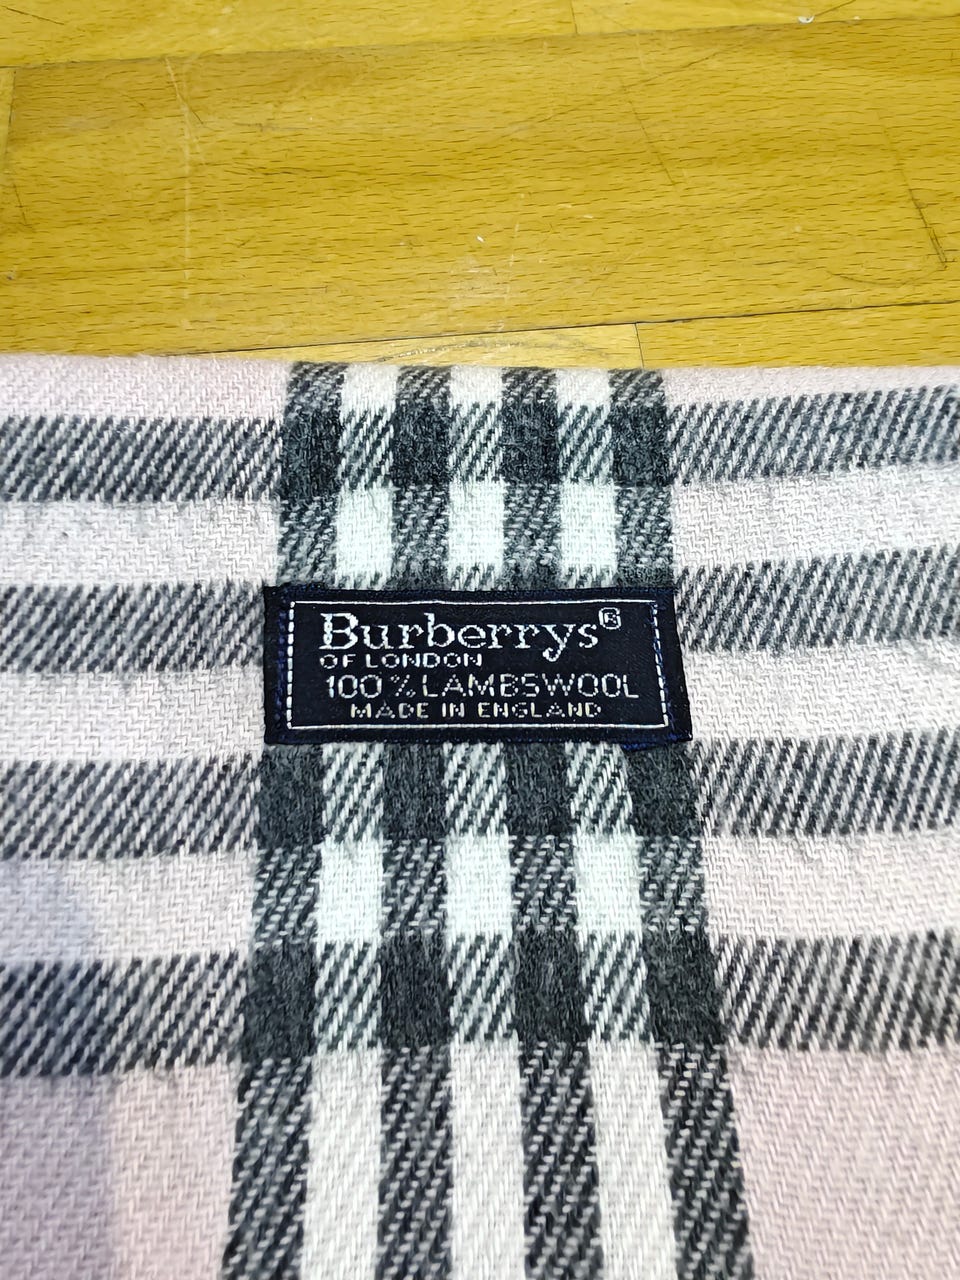 Burberrys®
OF LONDON
100% LAMBSWOOL
MADE IN ENGLAND